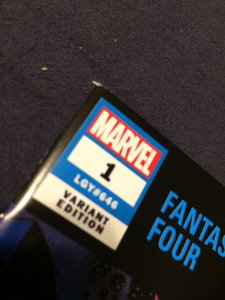 MARVEL
1
LGY#646
VARIANT
EDITION
FANTAS
FOUR